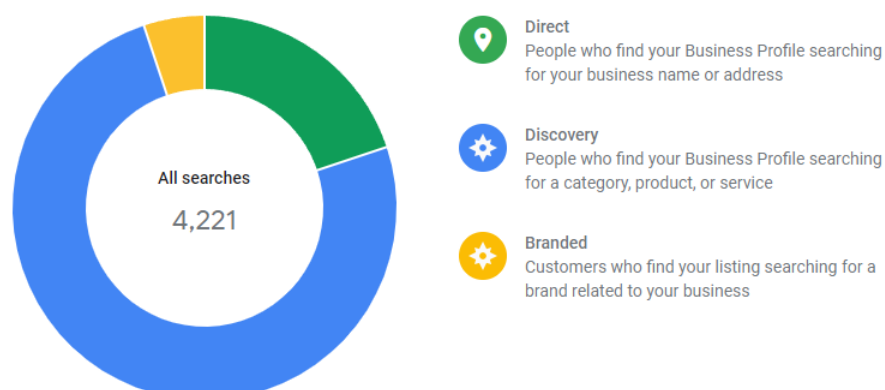 All searches
4,221
Direct
People who find your Business Profile searching
for your business name or address
Discovery
People who find your Business Profile searching
for a category, product, or service
Branded
Customers who find your listing searching for a
brand related to your business